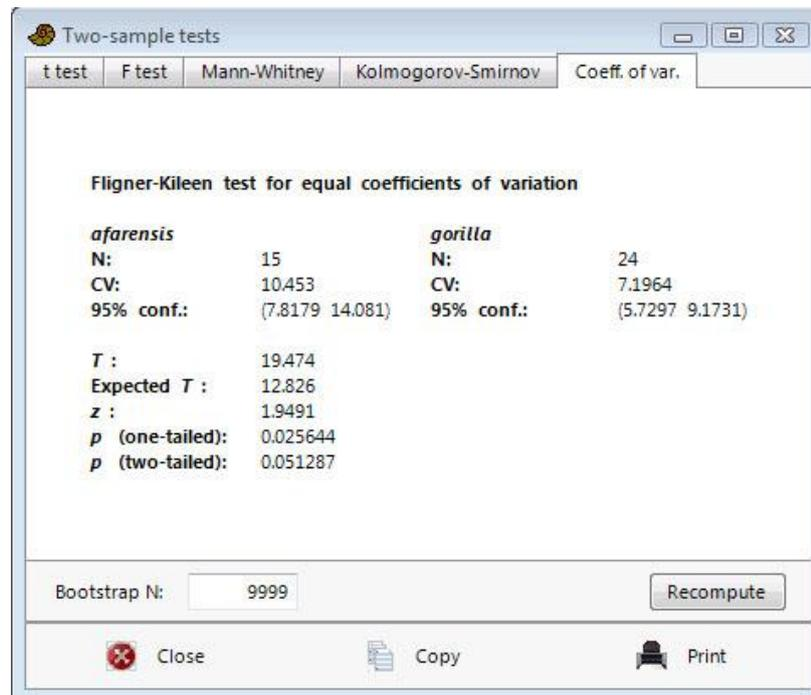 Two-sample tests
t test F test Mann-Whitney Kolmogorov-Smirnov Coeff. of var.
Fligner-Kileen test for equal coefficients of variation
afarensis gorilla
N: 15 N: 24
CV: 10.453 CV: 7.1964
95% conf.: (7.8179 14.081) 95% conf.: (5.7297 9.1731)
T : 19.474
Expected T : 12.826
z : 1.9491
p (one-tailed): 0.025644
p (two-tailed): 0.051287
Bootstrap N: 9999 Recompute
Close Copy Print